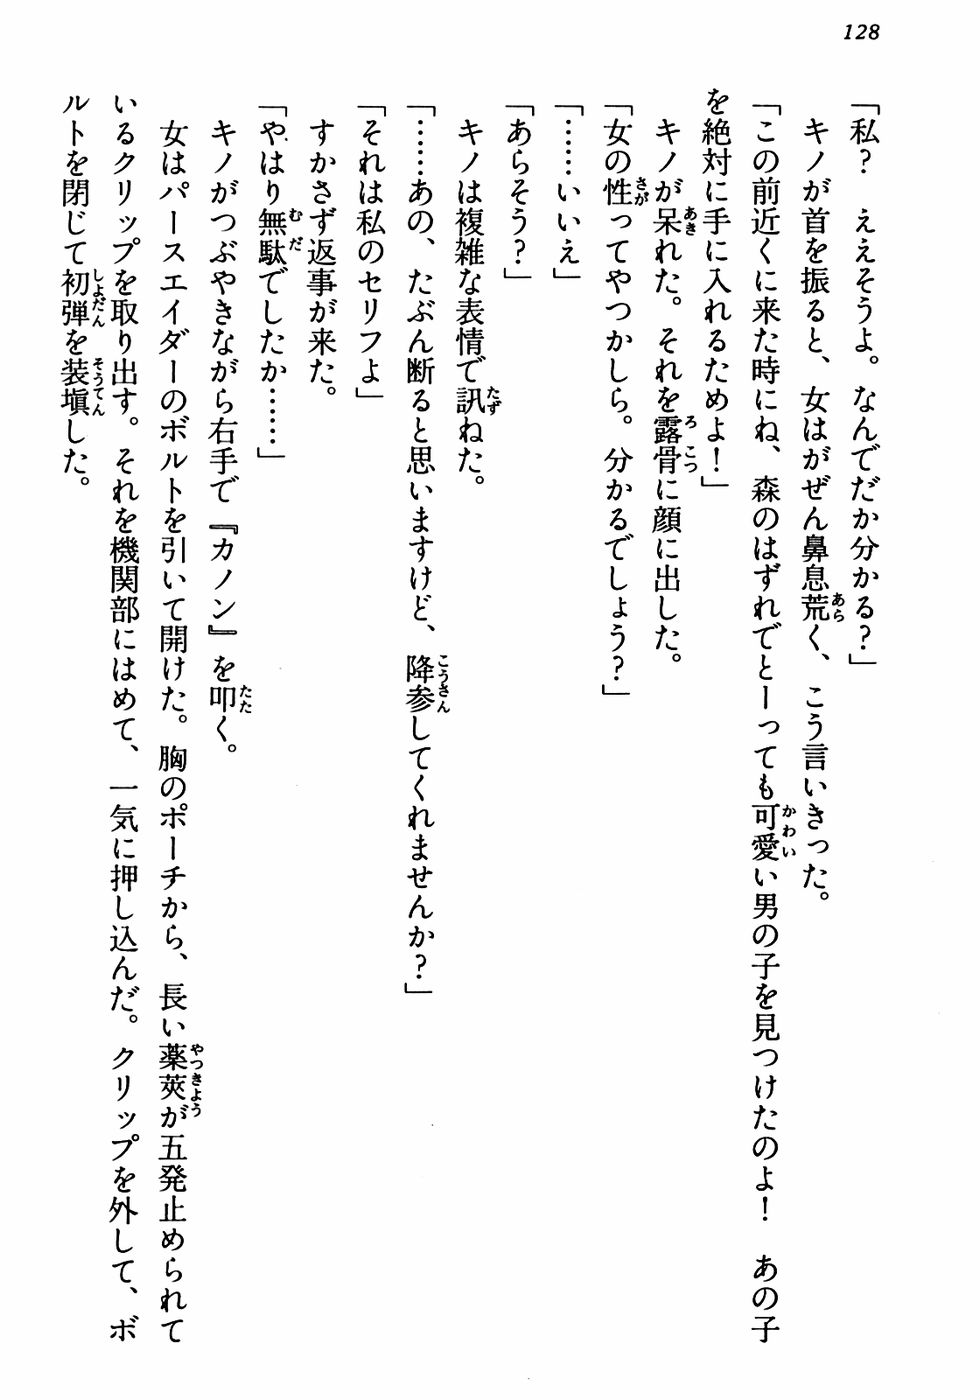 128
「私？　ええそうよ。なんでだか分かる？」
　キノが首を振ると、女はがぜん鼻息荒く、こう言いきった。
「この前近くに来た時にね、森のはずれでとーっても可愛い男の子を見つけたのよ！　あの子
を絶対に手に入れるためよ！」
　キノが呆れた。それを露骨に顔に出した。
「女の性ってやつかしら。分かるでしょう？」
「……いいえ」
「あらそう？」
　キノは複雑な表情で訊ねた。
「……あの、たぶん断ると思いますけど、降参してくれませんか？」
「それは私のセリフよ」
　すかさず返事が来た。
「やはり無駄でしたか……」
　キノがつぶやきながら右手で『カノン』を叩く。
　女はパースエイダーのボルトを引いて開けた。胸のポーチから、長い薬莢が五発止められて
いるクリップを取り出す。それを機関部にはめて、一気に押し込んだ。クリップを外して、ボ
ルトを閉じて初弾を装塡した。